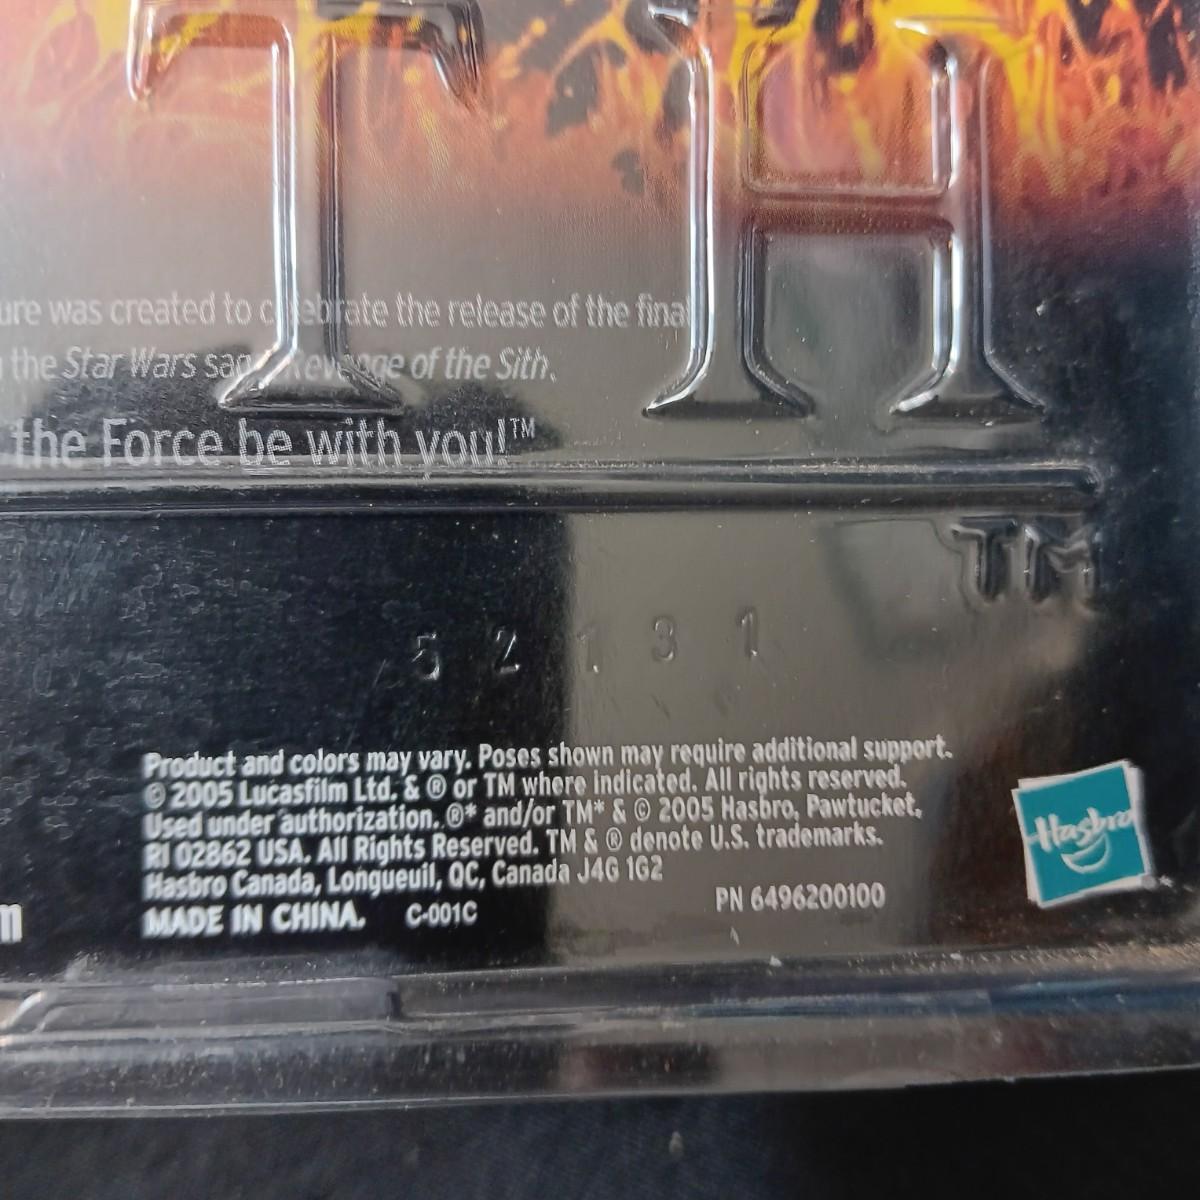 TH
ure was created to celebrate the release of the final
the Star Wars saga Revenge of the Sith.
the Force be with you!™
TM
5 2 1 3 1
Product and colors may vary. Poses shown may require additional support.
© 2005 Lucasfilm Ltd. & ® or TM where indicated. All rights reserved.
Used under authorization. ®* and/or TM* & © 2005 Hasbro, Pawtucket,
RI 02862 USA. All Rights Reserved. TM & ® denote U.S. trademarks.
Hasbro Canada, Longueuil, QC, Canada J4G 1G2
MADE IN CHINA. C-001C PN 6496200100
Hasbro
m